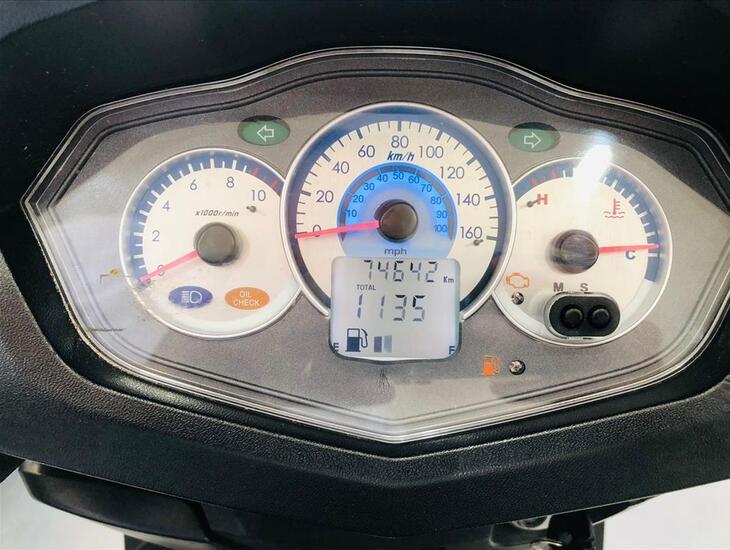 0 2 4 6 8 10
x1000r/min
OIL
CHECK
0 20 40 60 80 100 120 140 160
km/h
10 20 30 40 50 60 70 80 90 100
mph
74642 Km
TOTAL
1135
E F
H
C
M S